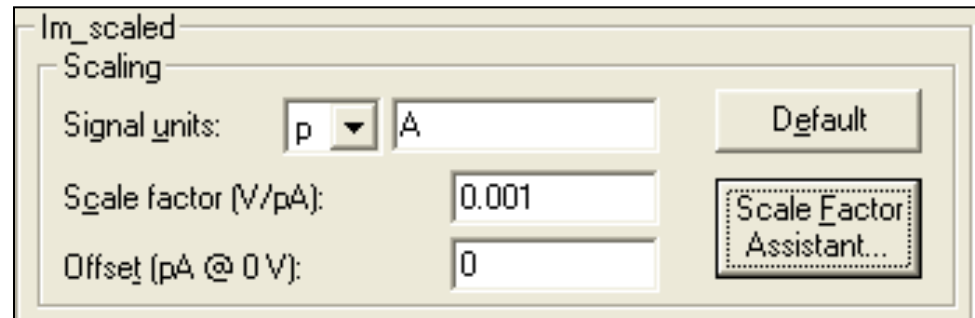 Im_scaled
Scaling
Signal units: p A Default
Scale factor (V/pA): 0.001 Scale Factor
Assistant...
Offset (pA @ 0 V): 0